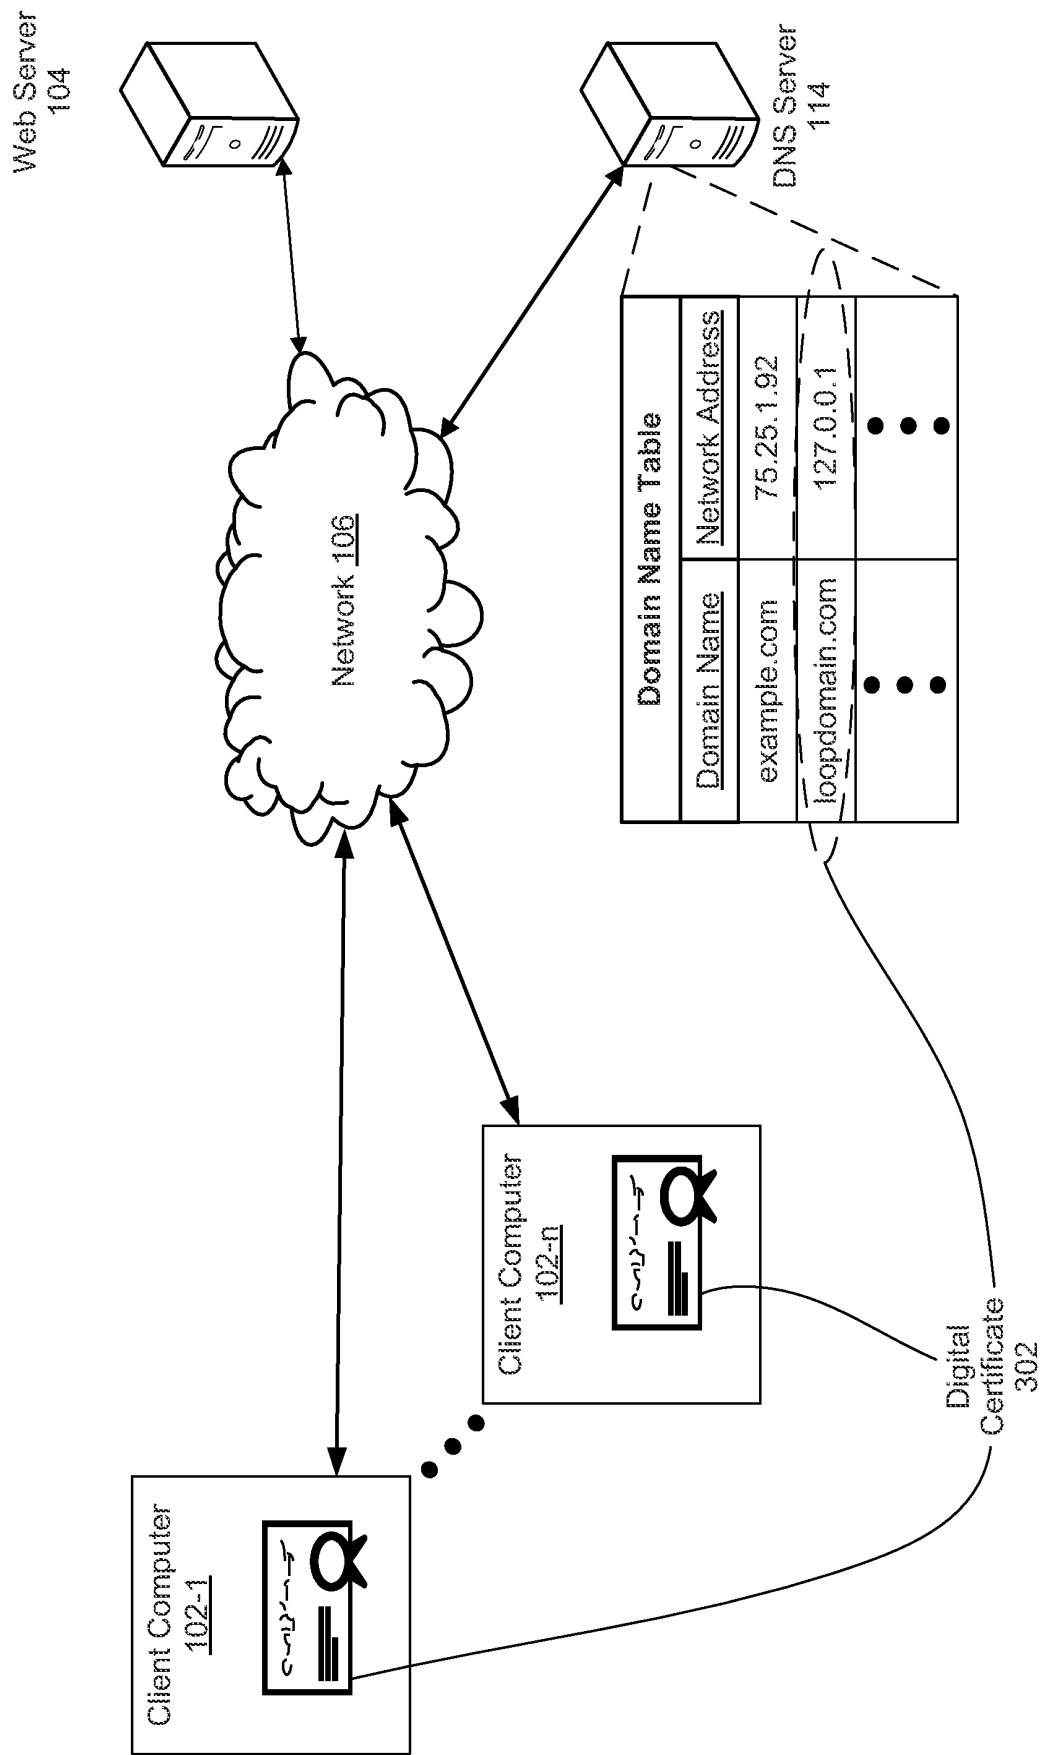 Client Computer
102-1
Client Computer
102-n
Network 106
Web Server
104
DNS Server
114
Domain Name Table
Domain Name
Network Address
example.com
75.25.1.92
loopdomain.com
127.0.0.1
Digital
Certificate
302